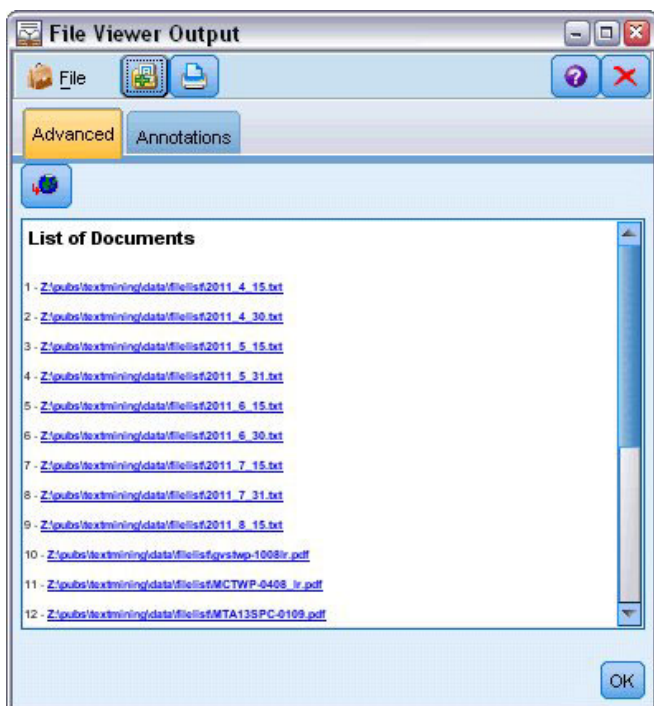 File Viewer Output
File
Advanced
Annotations
List of Documents
1 - Z:\pubs\textmining\data\filelist\2011_4_15.txt
2 - Z:\pubs\textmining\data\filelist\2011_4_30.txt
3 - Z:\pubs\textmining\data\filelist\2011_5_15.txt
4 - Z:\pubs\textmining\data\filelist\2011_5_31.txt
5 - Z:\pubs\textmining\data\filelist\2011_6_15.txt
6 - Z:\pubs\textmining\data\filelist\2011_6_30.txt
7 - Z:\pubs\textmining\data\filelist\2011_7_15.txt
8 - Z:\pubs\textmining\data\filelist\2011_7_31.txt
9 - Z:\pubs\textmining\data\filelist\2011_8_15.txt
10 - Z:\pubs\textmining\data\filelist\gvstwp-1008lr.pdf
11 - Z:\pubs\textmining\data\filelist\MCTWP-0408_lr.pdf
12 - Z:\pubs\textmining\data\filelist\MTA13SPC-0109.pdf
OK